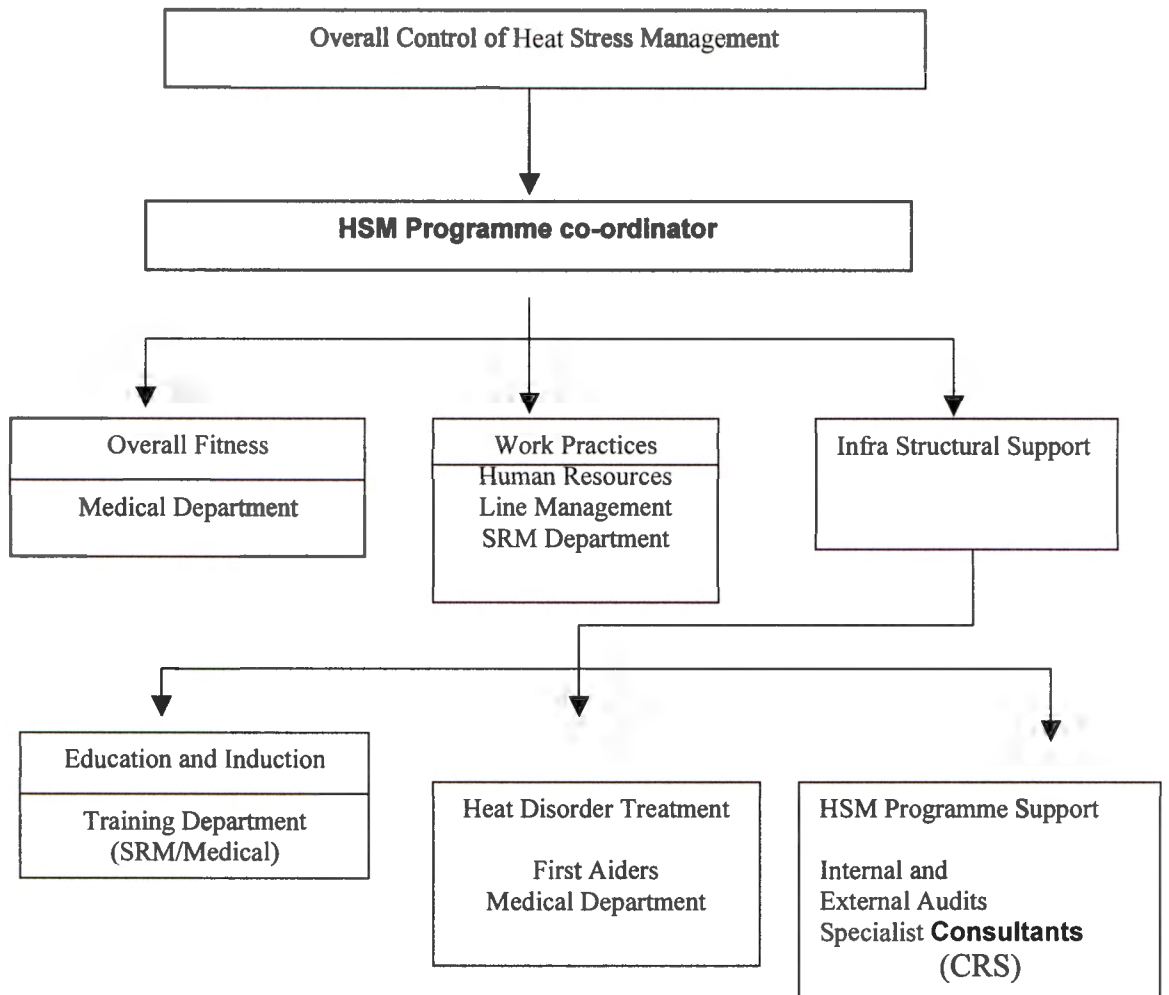 Overall Control of Heat Stress Management
HSM Programme co-ordinator
Overall Fitness
Medical Department
Work Practices
Human Resources
Line Management
SRM Department
Infra Structural Support
Education and Induction
Training Department
(SRM/Medical)
Heat Disorder Treatment
First Aiders
Medical Department
HSM Programme Support
Internal and
External Audits
Specialist Consultants
(CRS)